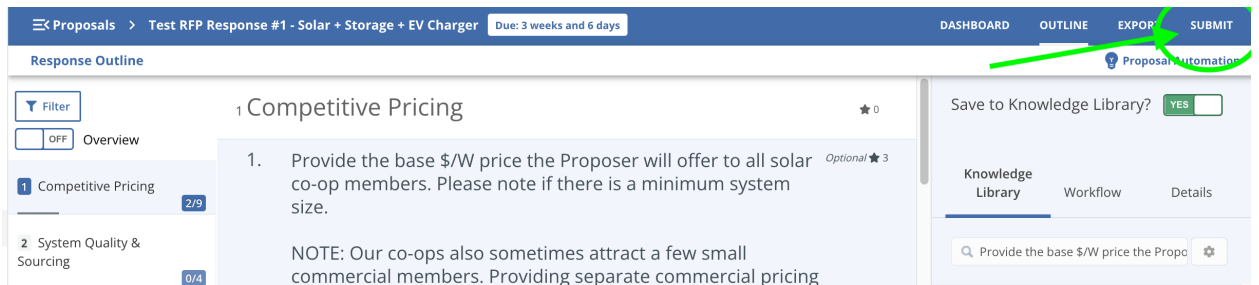 Proposals > Test RFP Response #1 - Solar + Storage + EV Charger Due: 3 weeks and 6 days DASHBOARD OUTLINE EXPORT SUBMIT
Response Outline Proposal Automation
Filter
OFF Overview
1 Competitive Pricing
2/9
2 System Quality &
Sourcing
0/4
1 Competitive Pricing 0
1. Provide the base $/W price the Proposer will offer to all solar Optional 3
co-op members. Please note if there is a minimum system
size.
NOTE: Our co-ops also sometimes attract a few small
commercial members. Providing separate commercial pricing
Save to Knowledge Library? YES
Knowledge
Library Workflow Details
Provide the base $/W price the Propo